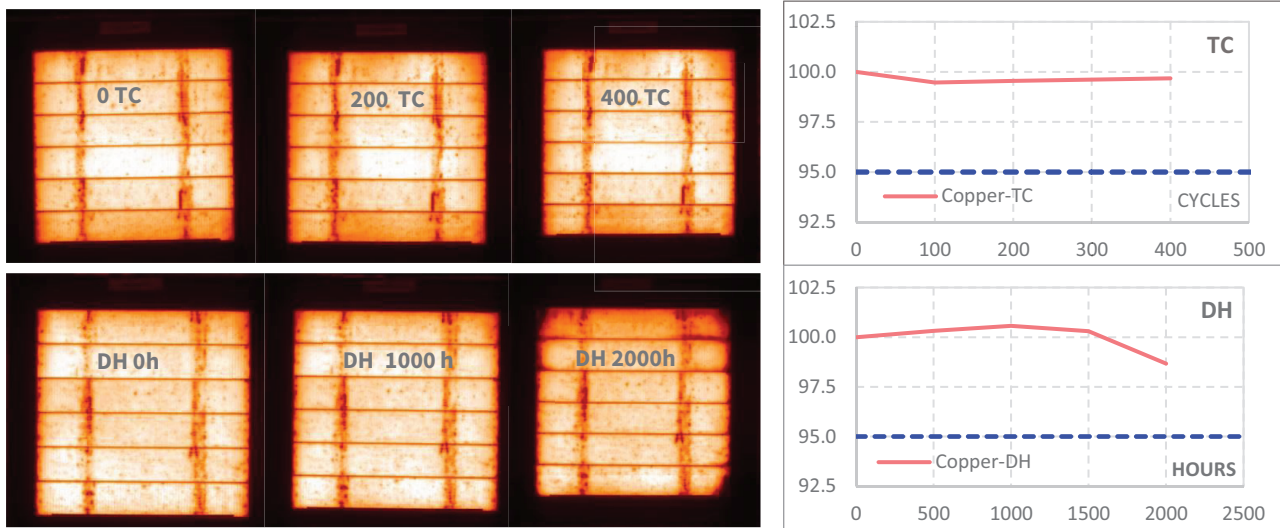 0 TC
200 TC
400 TC
DH 0h
DH 1000 h
DH 2000h
102.5
TC
100.0
97.5
95.0
Copper-TC
CYCLES
92.5
0 100 200 300 400 500
102.5
DH
100.0
97.5
95.0
Copper-DH
HOURS
92.5
0 500 1000 1500 2000 2500